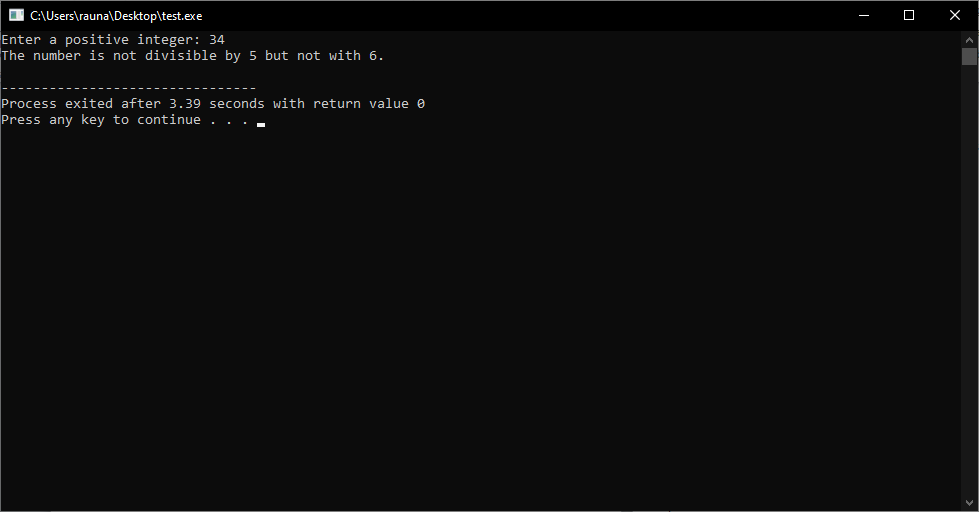 C:\Users\rauna\Desktop\test.exe
Enter a positive integer: 34
The number is not divisible by 5 but not with 6.
--------------------------------
Process exited after 3.39 seconds with return value 0
Press any key to continue . . .